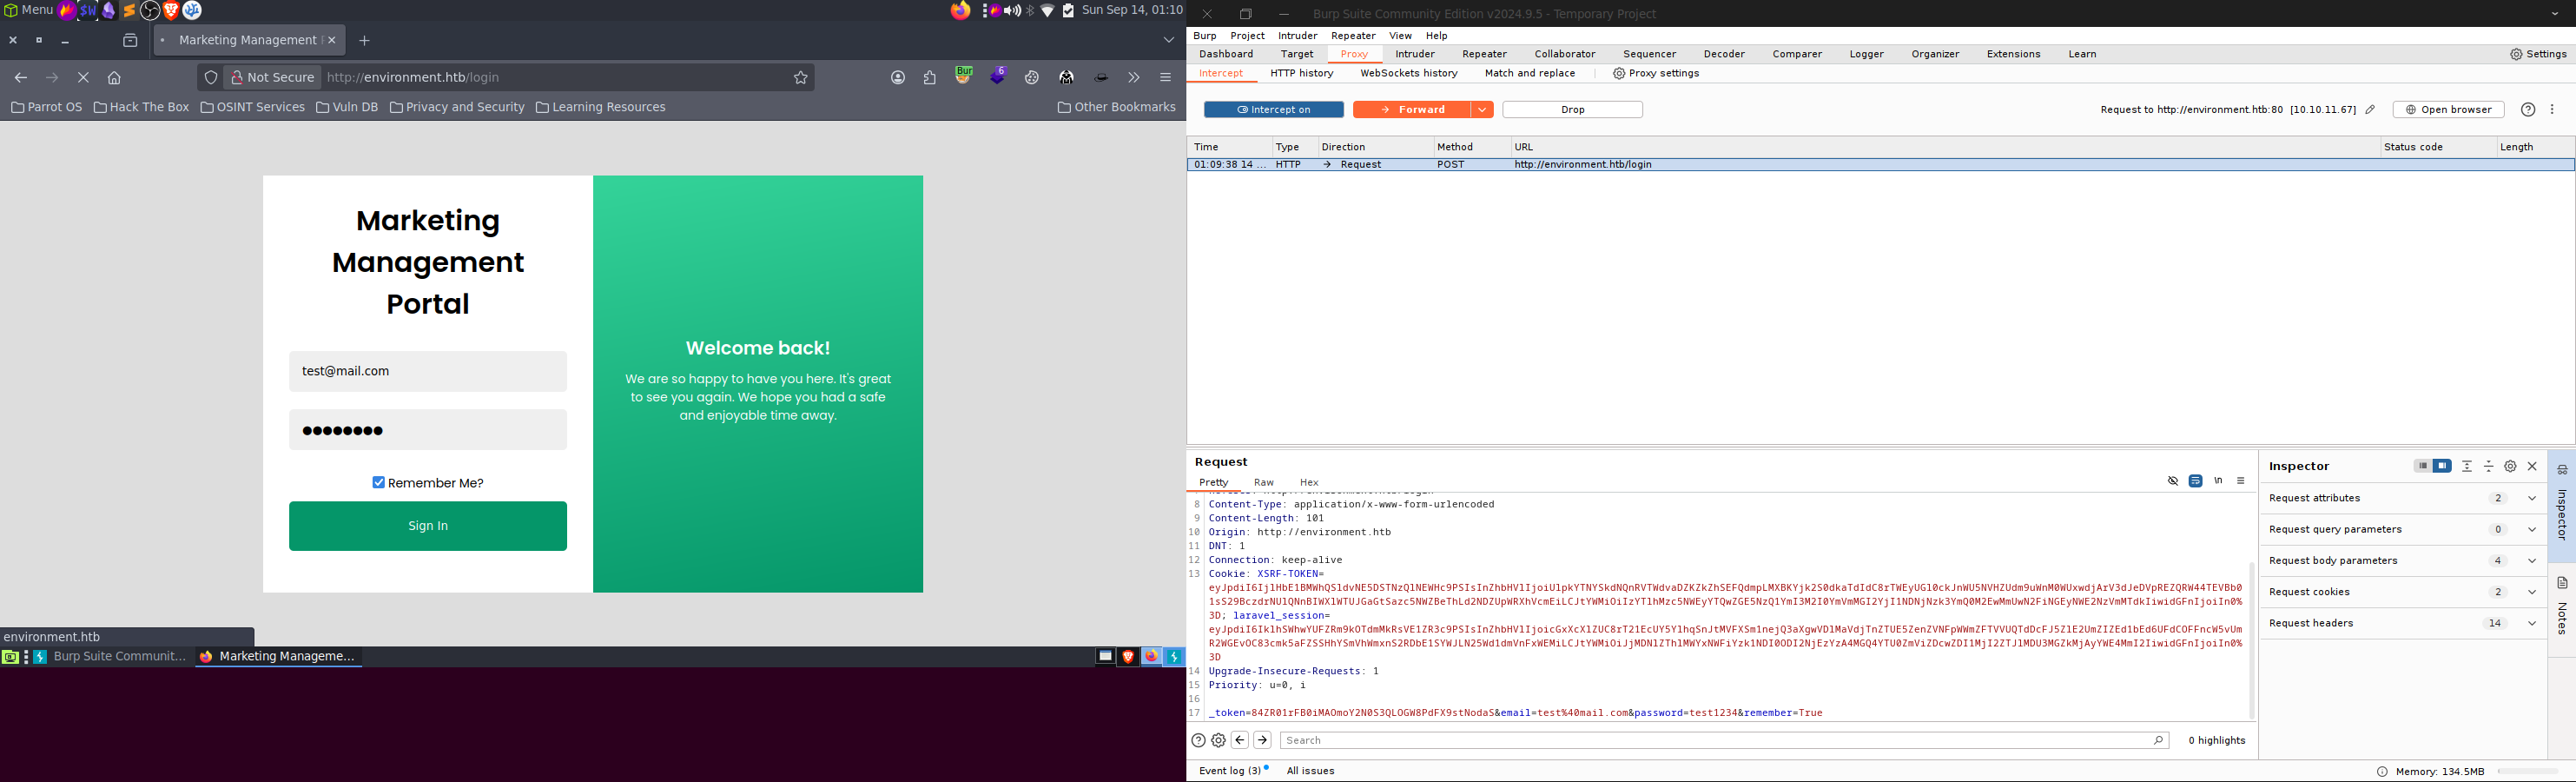 Menu
Sun Sep 14, 01:10
Marketing Management
Not Secure
http://environment.htb/login
Bur
6
Parrot OS
Hack The Box
OSINT Services
Vuln DB
Privacy and Security
Learning Resources
Other Bookmarks
Marketing
Management
Portal
test@mail.com
Remember Me?
Sign In
Welcome back!
We are so happy to have you here. It's great
to see you again. We hope you had a safe
and enjoyable time away.
environment.htb
Burp Suite Communit...
Marketing Manageme...
Burp Suite Community Edition v2024.9.5 - Temporary Project
Burp Project Intruder Repeater View Help
Dashboard Target Proxy Intruder Repeater Collaborator Sequencer Decoder Comparer Logger Organizer Extensions Learn
Settings
Intercept HTTP history WebSockets history Match and replace Proxy settings
Intercept on
Forward
Drop
Request to http://environment.htb:80 [10.10.11.67]
Open browser
Time Type Direction Method URL Status code Length
01:09:38 14 ... HTTP Request POST http://environment.htb/login
Request
Pretty Raw Hex
\n
8 Content-Type: application/x-www-form-urlencoded
9 Content-Length: 101
10 Origin: http://environment.htb
11 DNT: 1
12 Connection: keep-alive
13 Cookie: XSRF-TOKEN=
3D; laravel_session=
3D
14 Upgrade-Insecure-Requests: 1
15 Priority: u=0, i
16
17 _token=84ZR01rFB0iMAOmoY2N0S3QLOGW8PdFX9stNodaS&email=test%40mail.com&password=test1234&remember=True
Search
0 highlights
Inspector
Request attributes 2
Request query parameters 0
Request body parameters 4
Request cookies 2
Request headers 14
Inspector
Notes
Event log (3)
All issues
Memory: 134.5MB